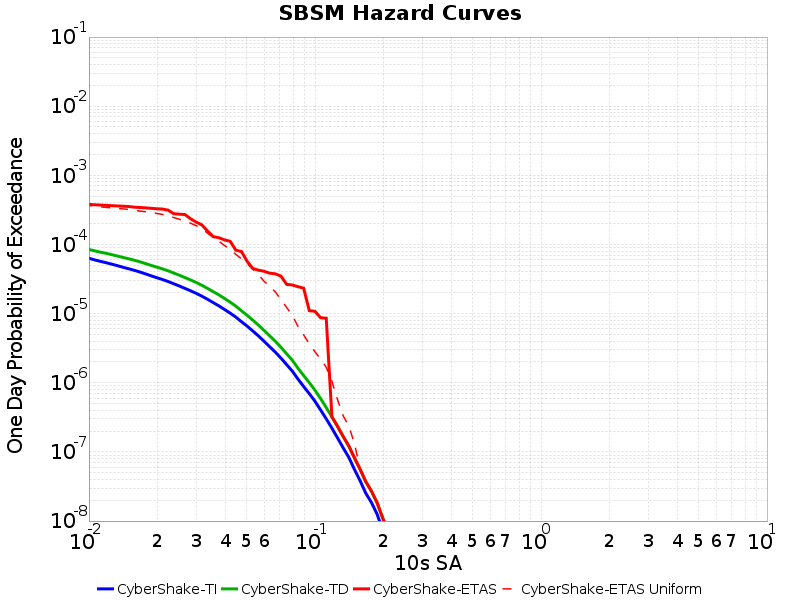 SBSM Hazard Curves
One Day Probability of Exceedance
10^-1
10^-2
10^-3
10^-4
10^-5
10^-6
10^-7
10^-8
10^-2 2 3 4 5 6 10^-1 2 3 4 5 6 7 10^0 2 3 4 5 6 7 10^1
10s SA
CyberShake-TI CyberShake-TD CyberShake-ETAS CyberShake-ETAS Uniform